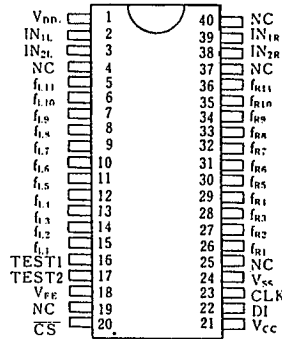 VDD. 1 40 NC
IN1L 2 39 IN1R
IN2L 3 38 IN2R
NC 4 37 NC
fL11 5 36 fR11
fL10 6 35 fR10
fL9 7 34 fR9
fL8 8 33 fR8
fL7 9 32 fR7
fL6 10 31 fR6
fL5 11 30 fR5
fL4 12 29 fR4
fL3 13 28 fR3
fL2 14 27 fR2
fL1 15 26 fR1
TEST1 16 25 NC
TEST2 17 24 VSS
VEE 18 23 CLK
NC 19 22 DI
CS 20 21 VCC